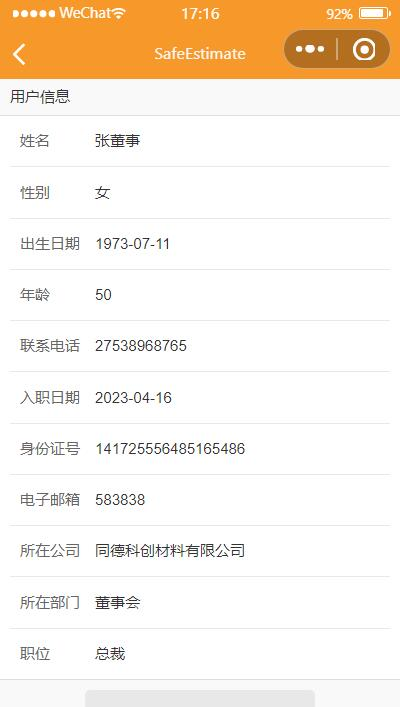 WeChat 17:16 92%
SafeEstimate
用户信息
姓名 张董事
性别 女
出生日期 1973-07-11
年龄 50
联系电话 27538968765
入职日期 2023-04-16
身份证号 141725556485165486
电子邮箱 583838
所在公司 同德科创材料有限公司
所在部门 董事会
职位 总裁